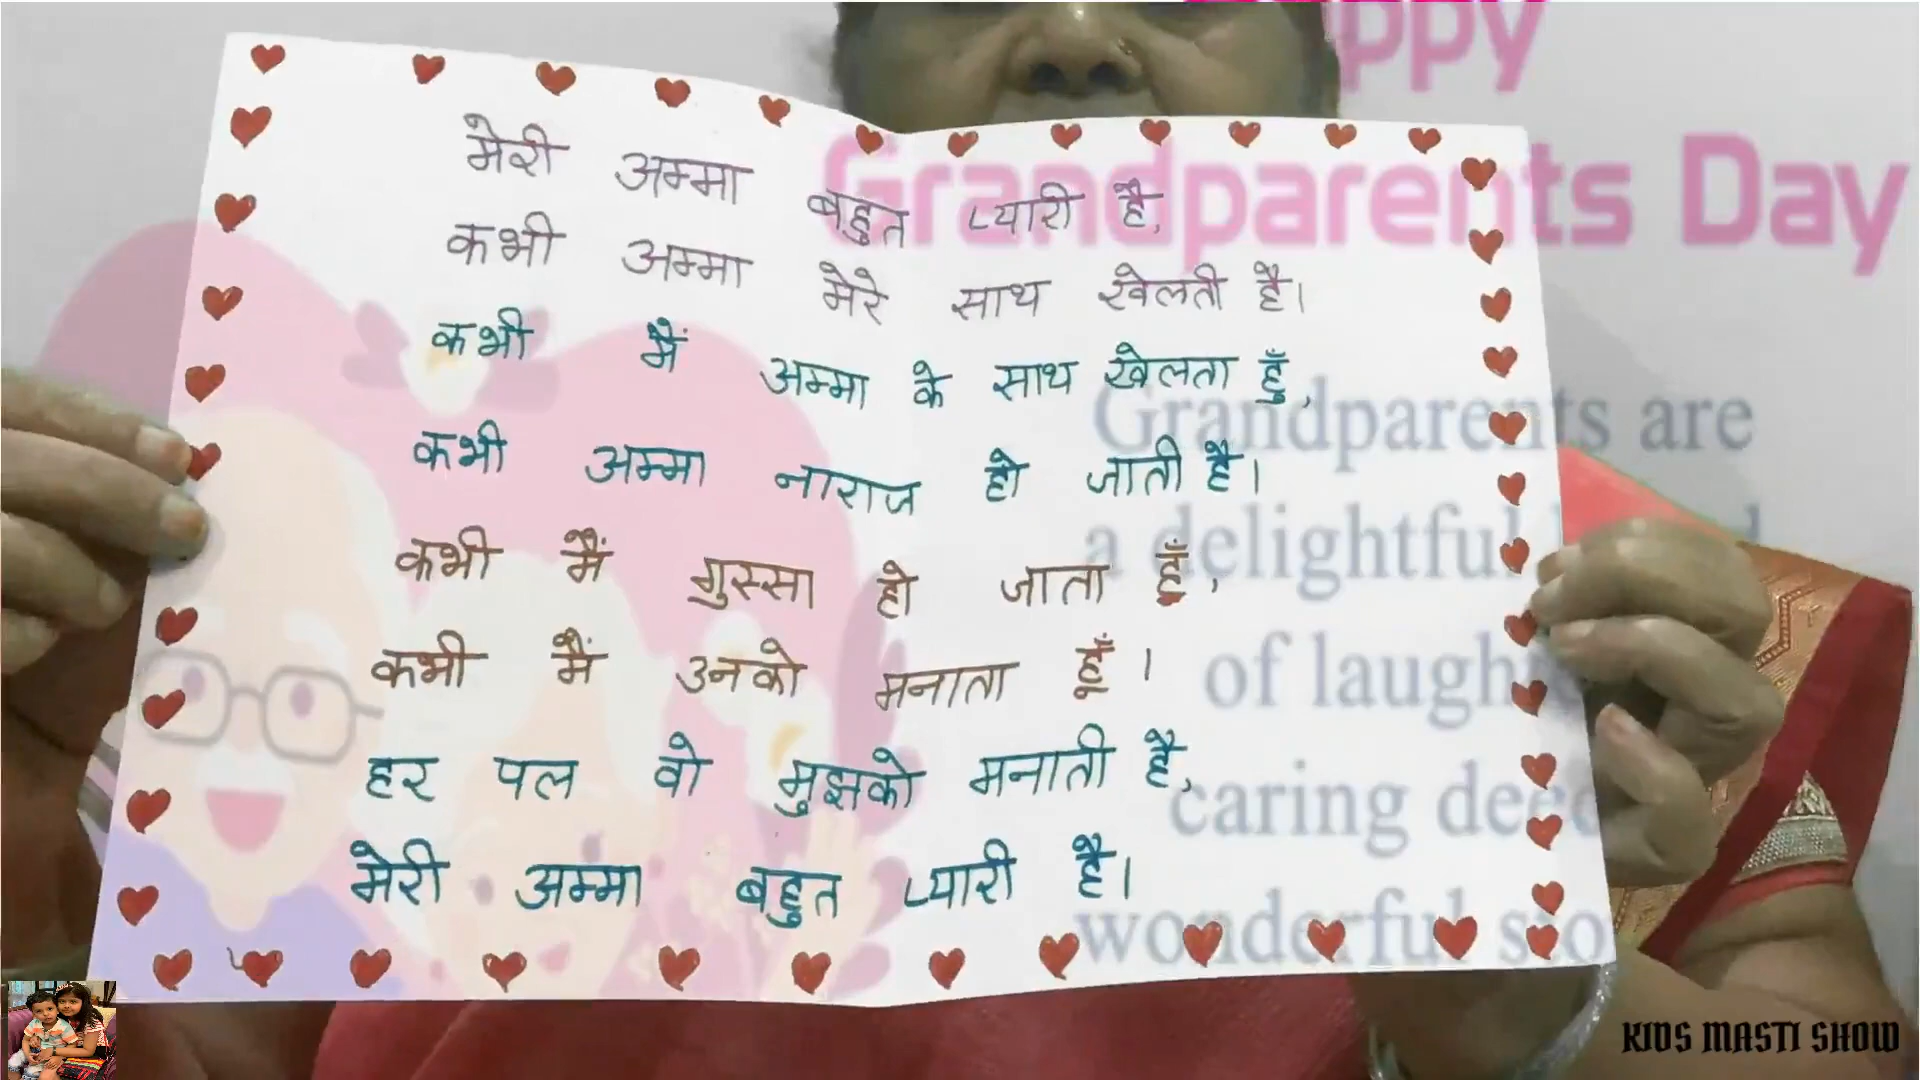 Happy
Grandparents Day
मेरी अम्मा बहुत प्यारी है,
कभी अम्मा मेरे साथ खेलती है।
कभी मैं अम्मा के साथ खेलता हूँ,
कभी अम्मा नाराज हो जाती है।
कभी मैं गुस्सा हो जाता हूँ,
कभी मैं उनको मनाता हूँ।
हर पल वो मुझको मनाती है,
मेरी अम्मा बहुत प्यारी है।
Grandparents are
a delightful
of laugh
caring
wonderful
KIDS MASTI SHOW